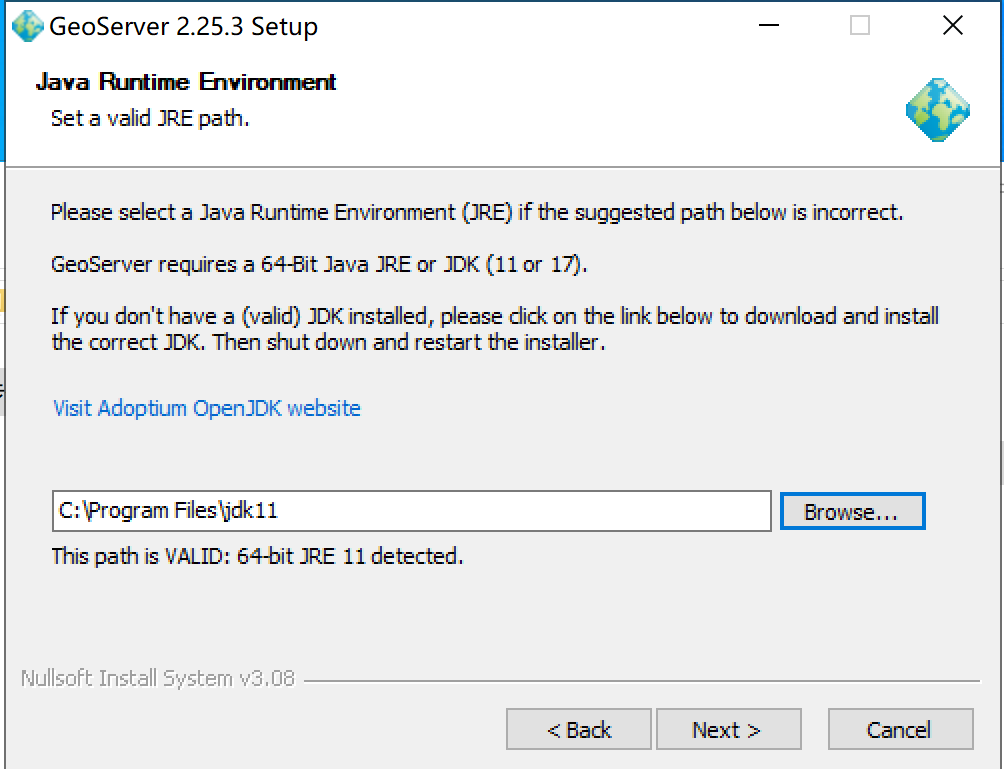 GeoServer 2.25.3 Setup
Java Runtime Environment
Set a valid JRE path.
Please select a Java Runtime Environment (JRE) if the suggested path below is incorrect.
GeoServer requires a 64-Bit Java JRE or JDK (11 or 17).
If you don't have a (valid) JDK installed, please click on the link below to download and install
the correct JDK. Then shut down and restart the installer.
Visit Adoptium OpenJDK website
C:\Program Files\jdk11
Browse...
This path is VALID: 64-bit JRE 11 detected.
Nullsoft Install System v3.08
< Back
Next >
Cancel